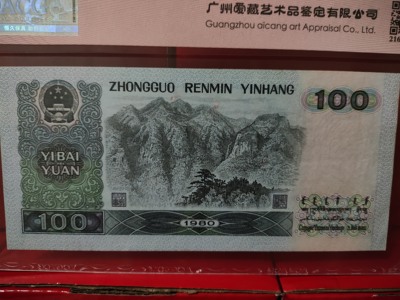 广州爱藏艺术品鉴定有限公司
Guangzhou aicang art Appraisal Co., Ltd.
ZHONGGUO RENMIN YINHANG
100
YIBAI
YUAN
100
1980